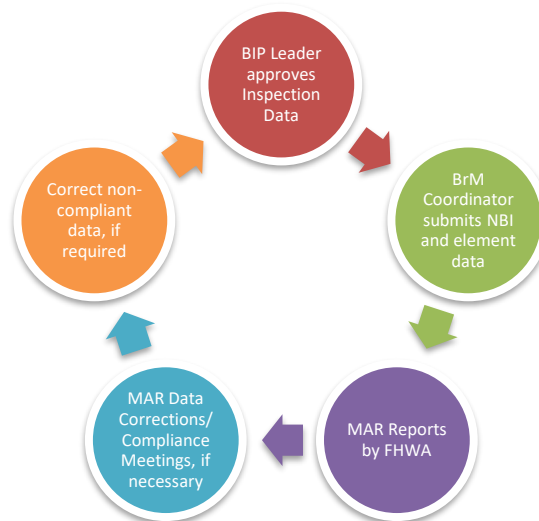 BIP Leader
approves
Inspection
Data
BrM
Coordinator
submits NBI
and element
data
MAR Reports
by FHWA
MAR Data
Corrections/
Compliance
Meetings, if
necessary
Correct non-
compliant
data, if
required